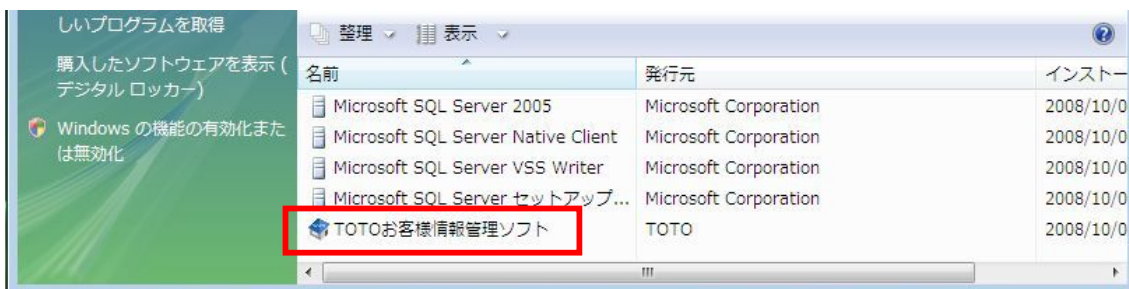 しいプログラムを取得
購入したソフトウェアを表示 (
デジタル ロッカー)
Windows の機能の有効化また
は無効化
整理 表示
名前 発行元 インストー
Microsoft SQL Server 2005 Microsoft Corporation 2008/10/0
Microsoft SQL Server Native Client Microsoft Corporation 2008/10/0
Microsoft SQL Server VSS Writer Microsoft Corporation 2008/10/0
Microsoft SQL Server セットアップ... Microsoft Corporation 2008/10/0
TOTOお客様情報管理ソフト TOTO 2008/10/0